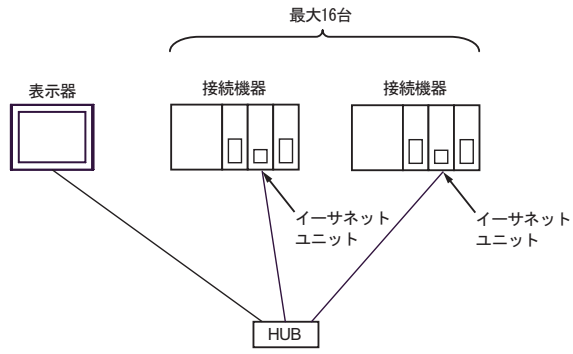 最大16台
表示器
接続機器
接続機器
イーサネット
ユニット
イーサネット
ユニット
HUB